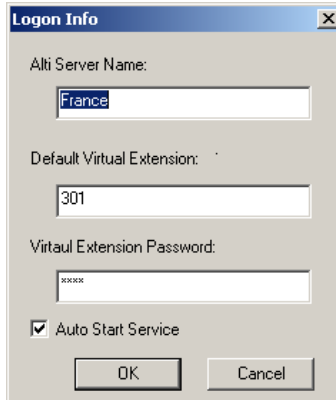 Logon Info
Alti Server Name:
France
Default Virtual Extension:
301
Virtaul Extension Password:
****
Auto Start Service
OK Cancel